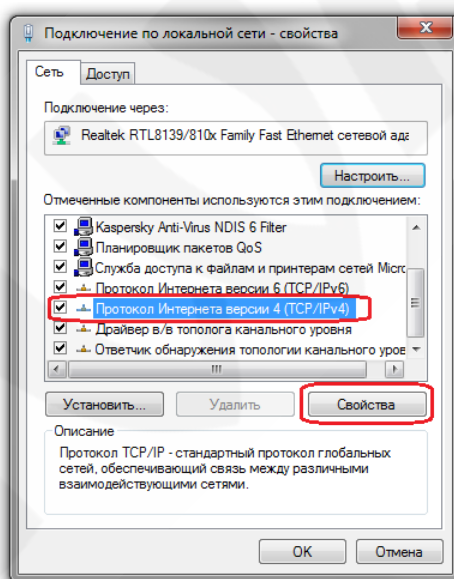 Подключение по локальной сети - свойства
Сеть Доступ
Подключение через:
Realtek RTL8139/810x Family Fast Ethernet сетевой ада
Настроить...
Отмеченные компоненты используются этим подключением:
Kaspersky Anti-Virus NDIS 6 Filter
Планировщик пакетов QoS
Служба доступа к файлам и принтерам сетей Micro
Протокол Интернета версии 6 (TCP/IPv6)
Протокол Интернета версии 4 (TCP/IPv4)
Драйвер в/в тополога канального уровня
Ответчик обнаружения топологии канального уров
Установить... Удалить Свойства
Описание
Протокол TCP/IP - стандартный протокол глобальных
сетей, обеспечивающий связь между различными
взаимодействующими сетями.
OK Отмена